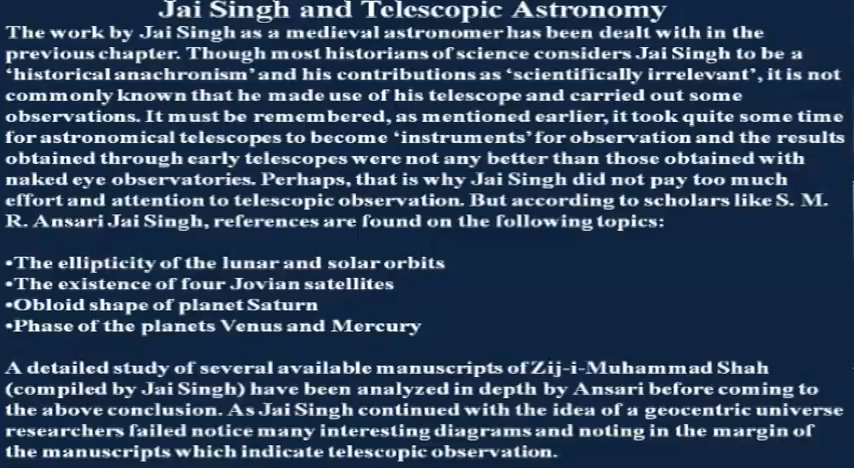 Jai Singh and Telescopic Astronomy
The work by Jai Singh as a medieval astronomer has been dealt with in the
previous chapter. Though most historians of science considers Jai Singh to be a
‘historical anachronism’ and his contributions as ‘scientifically irrelevant’, it is not
commonly known that he made use of his telescope and carried out some
observations. It must be remembered, as mentioned earlier, it took quite some time
for astronomical telescopes to become ‘instruments’ for observation and the results
obtained through early telescopes were not any better than those obtained with
naked eye observatories. Perhaps, that is why Jai Singh did not pay too much
effort and attention to telescopic observation. But according to scholars like S. M.
R. Ansari Jai Singh, references are found on the following topics:
•The ellipticity of the lunar and solar orbits
•The existence of four Jovian satellites
•Obloid shape of planet Saturn
•Phase of the planets Venus and Mercury
A detailed study of several available manuscripts of Zij-i-Muhammad Shah
(compiled by Jai Singh) have been analyzed in depth by Ansari before coming to
the above conclusion. As Jai Singh continued with the idea of a geocentric universe
researchers failed notice many interesting diagrams and noting in the margin of
the manuscripts which indicate telescopic observation.